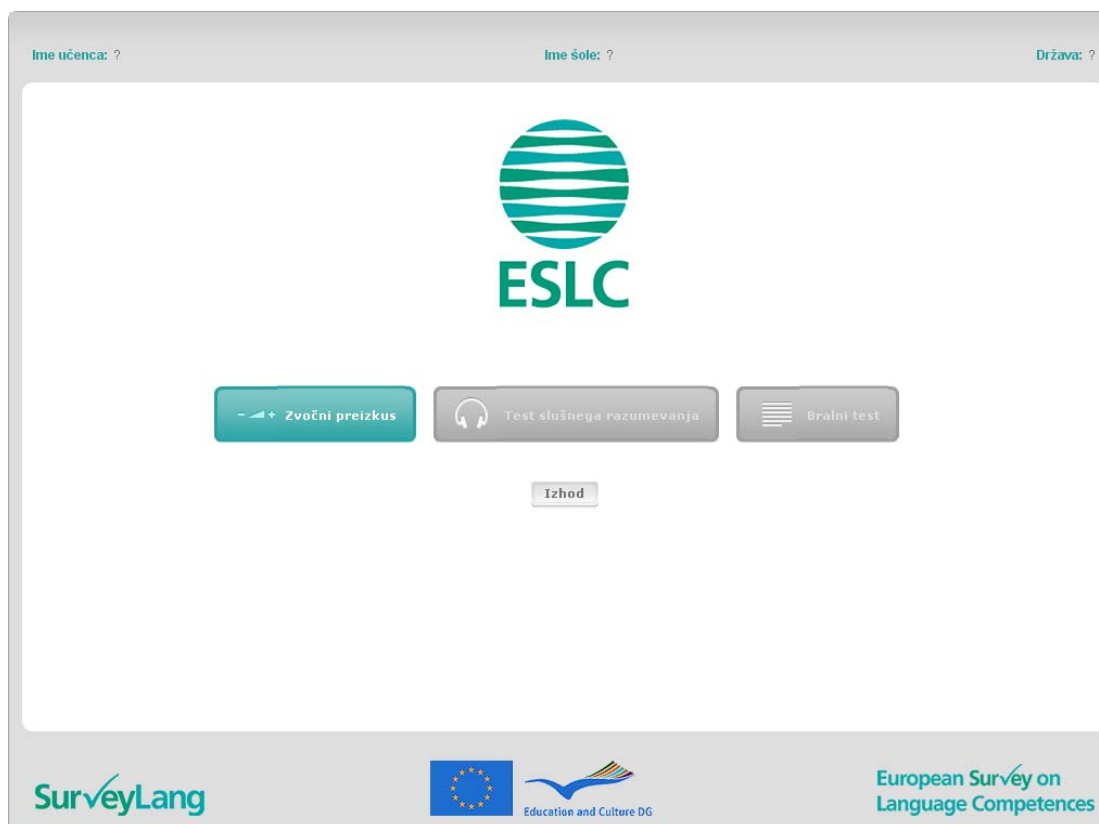 Ime učenca: ?
Ime šole: ?
Država: ?
ESLC
- + Zvočni preizkus
Test slušnega razumevanja
Bralni test
Izhod
SurveyLang
Education and Culture DG
European Survey on
Language Competences